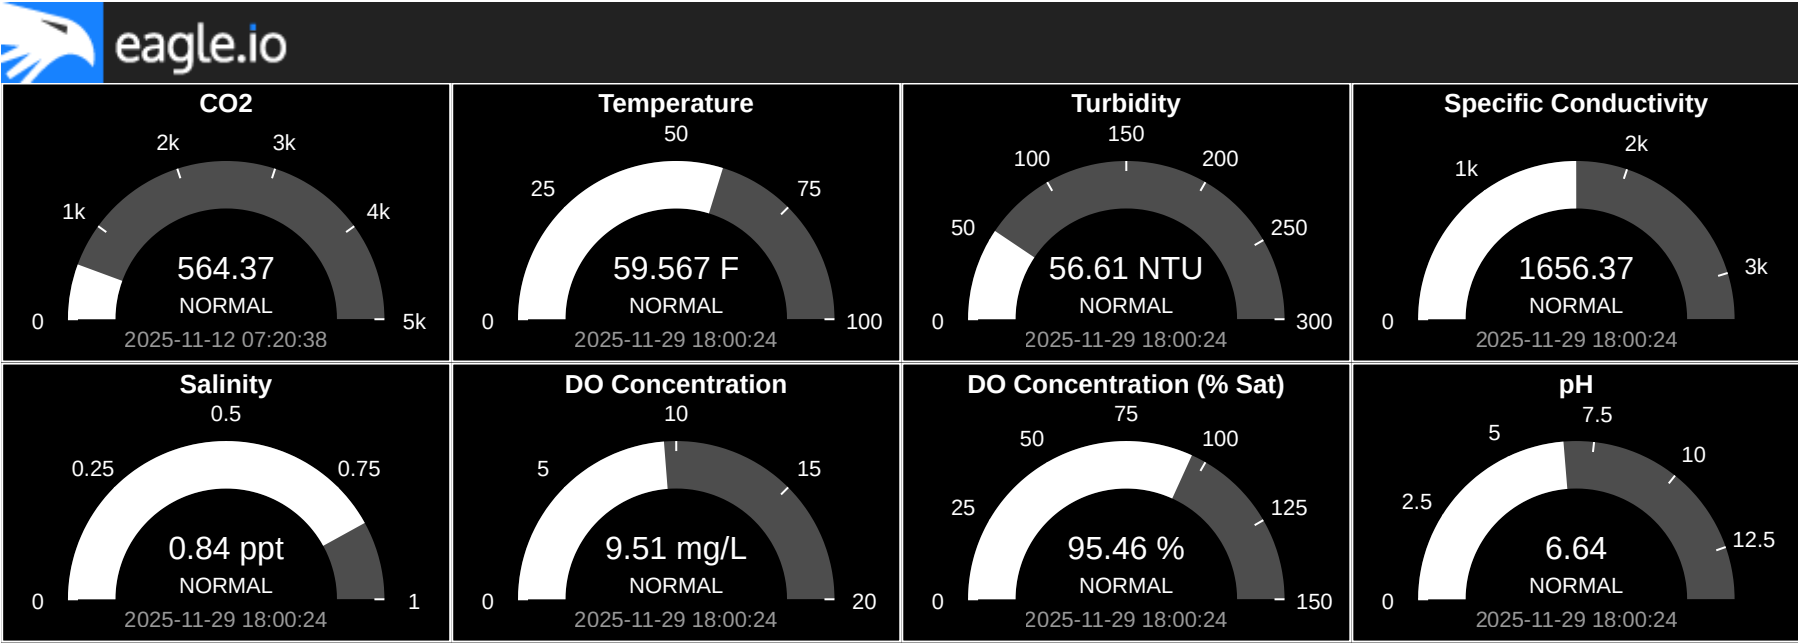 eagle.io
CO2
0
1k
2k
3k
4k
5k
564.37
NORMAL
2025-11-12 07:20:38
Temperature
0
25
50
75
100
59.567 F
NORMAL
2025-11-29 18:00:24
Turbidity
0
50
100
150
200
250
300
56.61 NTU
NORMAL
2025-11-29 18:00:24
Specific Conductivity
0
1k
2k
3k
1656.37
NORMAL
2025-11-29 18:00:24
Salinity
0
0.25
0.5
0.75
1
0.84 ppt
NORMAL
2025-11-29 18:00:24
DO Concentration
0
5
10
15
20
9.51 mg/L
NORMAL
2025-11-29 18:00:24
DO Concentration (% Sat)
0
25
50
75
100
125
150
95.46 %
NORMAL
2025-11-29 18:00:24
pH
0
2.5
5
7.5
10
12.5
6.64
NORMAL
2025-11-29 18:00:24